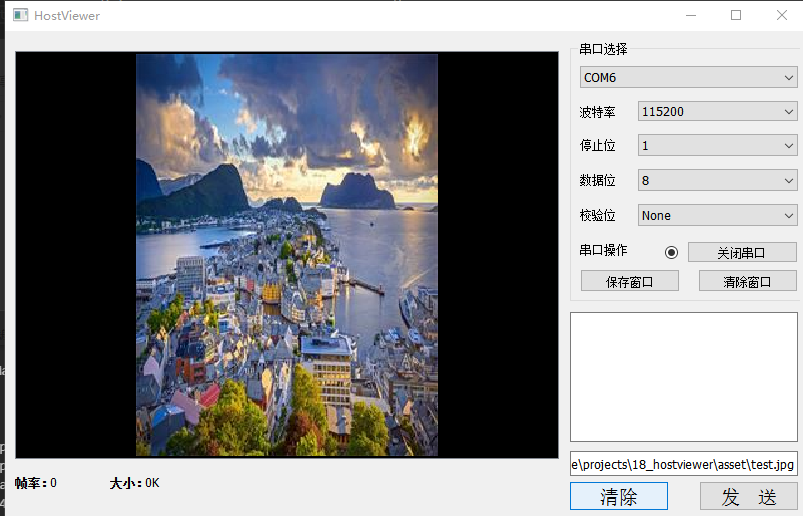 HostViewer
串口选择
COM6
波特率 115200
停止位 1
数据位 8
校验位 None
串口操作 关闭串口
保存窗口 清除窗口
e\projects\18_hostviewer\asset\test.jpg
帧率:0 大小:0K
清除 发 送